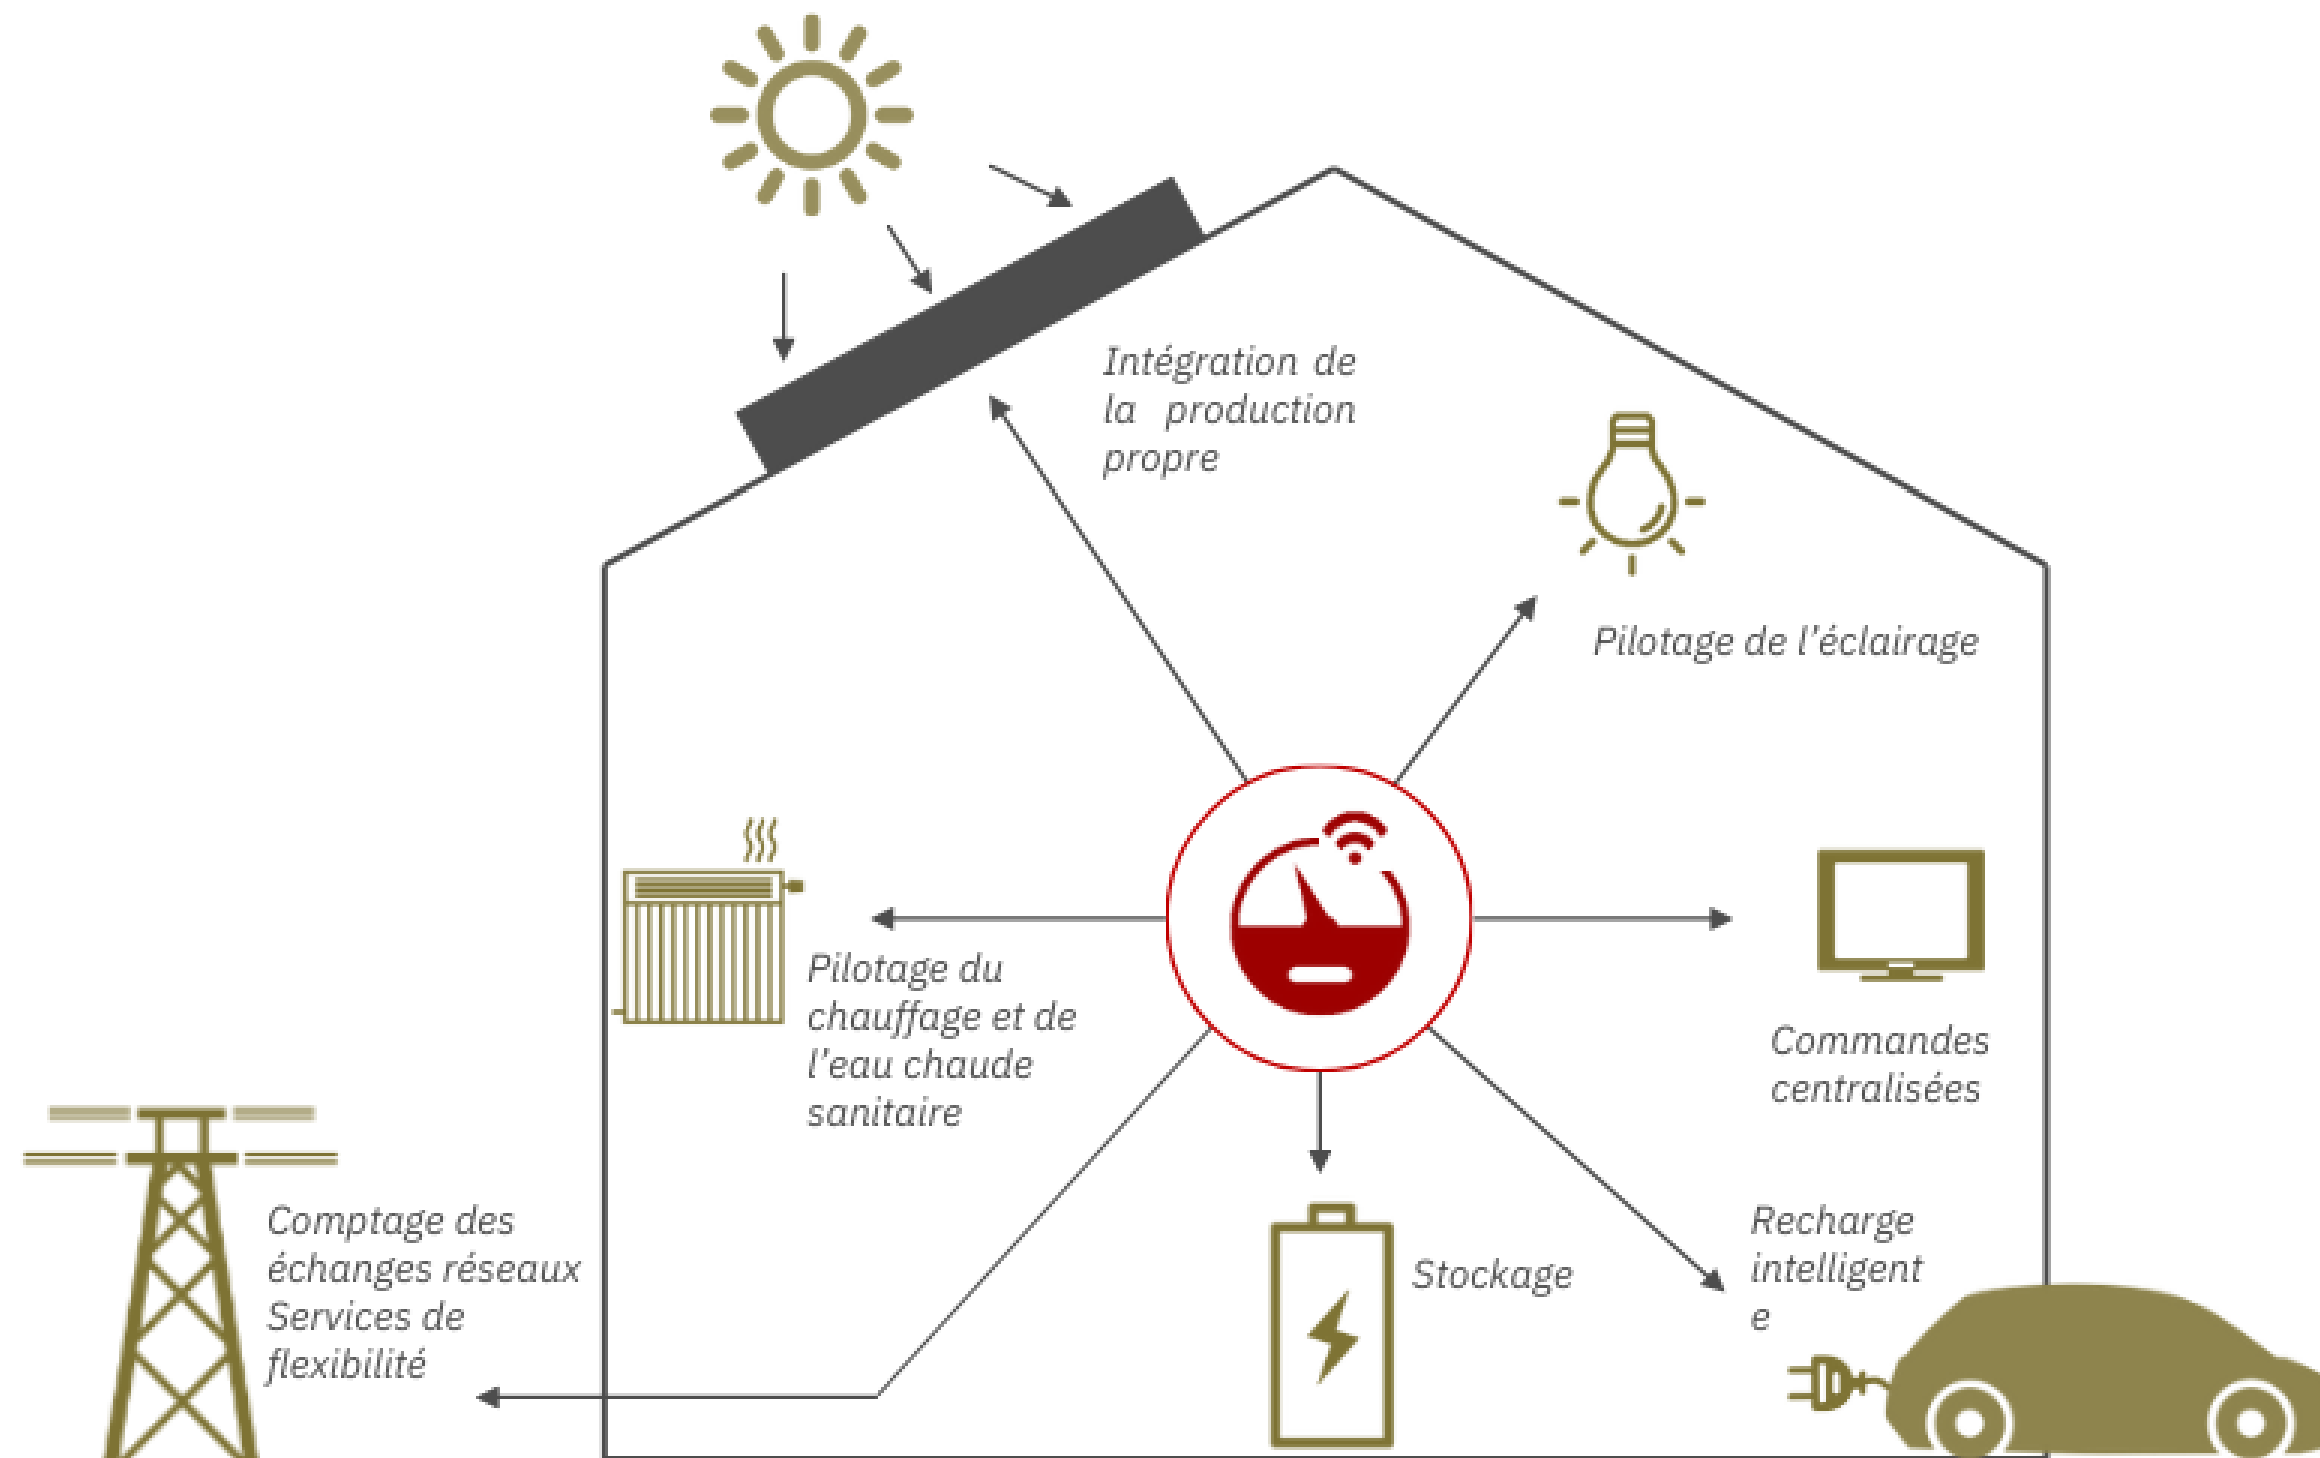 Intégration de
la production
propre
Pilotage de l'éclairage
Pilotage du
chauffage et de
l'eau chaude
sanitaire
Commandes
centralisées
Comptage des
échanges réseaux
Services de
flexibilité
Stockage
Recharge
intelligent
e